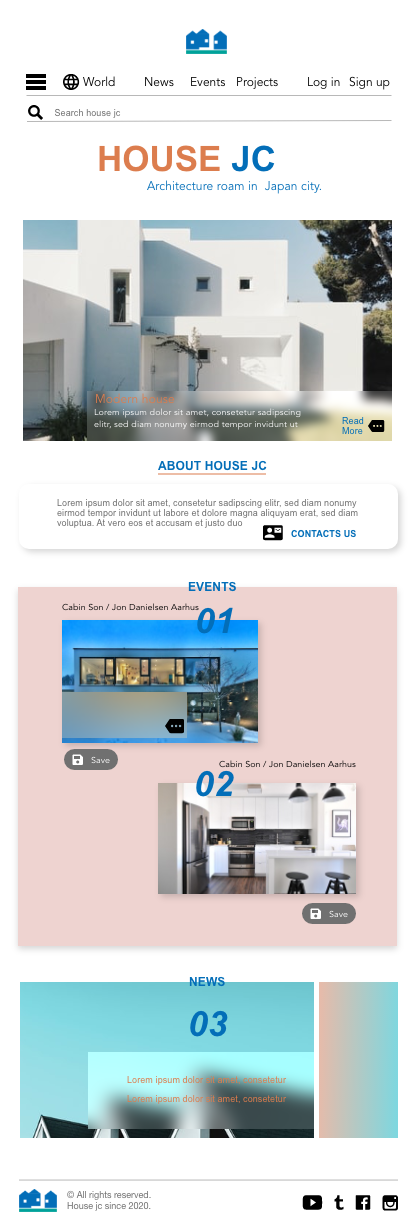 World News Events Projects Log in Sign up
Search house jc
HOUSE JC
Architecture roam in Japan city.
Modern House
Lorem ipsum dolor sit amet, consetetur sadipscing
elitr, sed diam nonumy eirmod tempor invidunt ut
Read
More
ABOUT HOUSE JC
Lorem ipsum dolor sit amet, consetetur sadipscing elitr, sed diam nonumy
eirmod tempor invidunt ut labore et dolore magna aliquyam erat, sed diam
voluptua. At vero eos et accusam et justo duo
CONTACTS US
EVENTS
Cabin Son / Jon Danielsen Aarhus
01
Save
Cabin Son / Jon Danielsen Aarhus
02
Save
NEWS
03
Lorem ipsum dolor sit amet, consetetur
Lorem ipsum dolor sit amet, consetetur
© All rights reserved.
House jc since 2020.